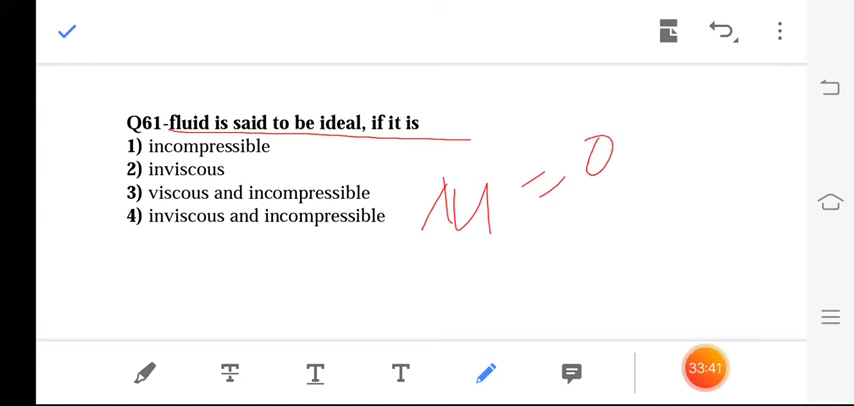 Q61-fluid is said to be ideal, if it is
1) incompressible
2) inviscous
3) viscous and incompressible
4) inviscous and incompressible
μ = 0
T
T
T
33:41